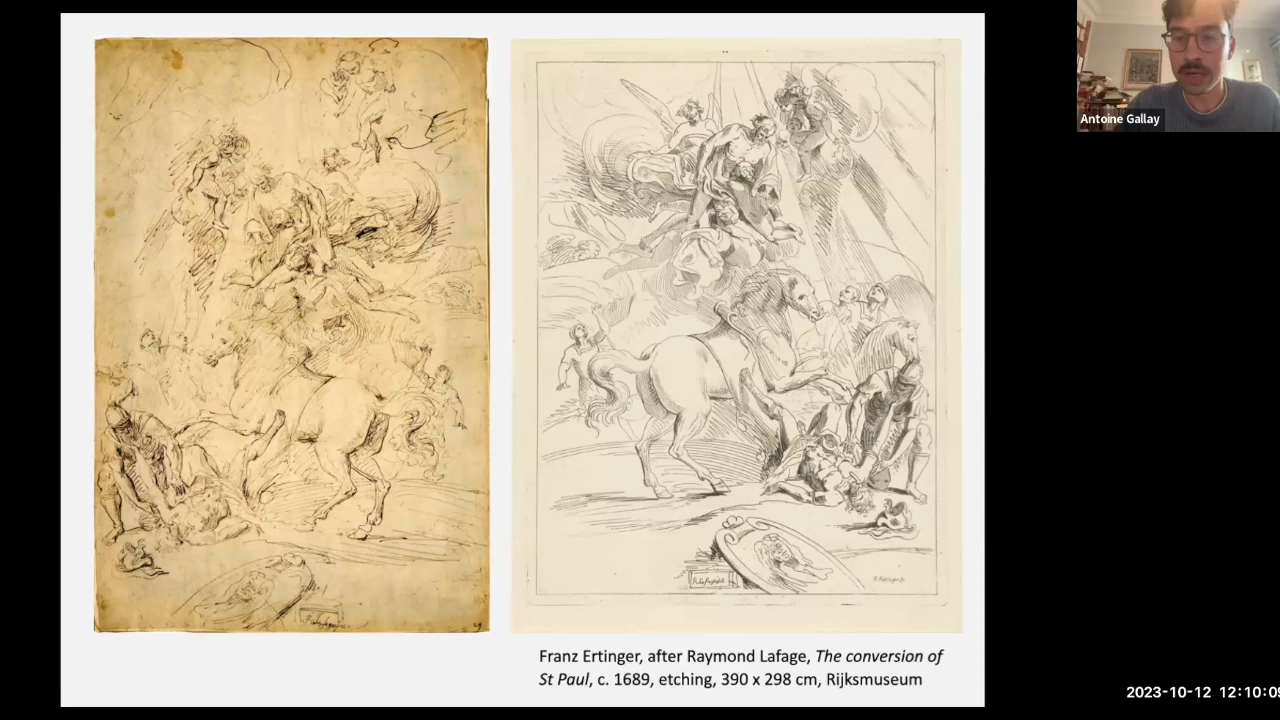 Antoine Gallay
Franz Ertinger, after Raymond Lafage, The conversion of
St Paul, c. 1689, etching, 390 x 298 cm, Rijksmuseum
2023-10-12 12:10:09